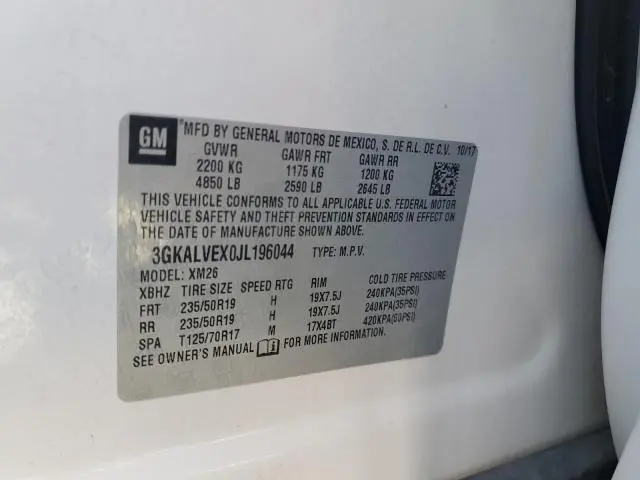 GM
*MFD BY GENERAL MOTORS DE MEXICO, S. DE R.L. DE C.V. 10/17
GVWR GAWR FRT GAWR RR
2200 KG 1175 KG 1200 KG
4850 LB 2590 LB 2645 LB
THIS VEHICLE CONFORMS TO ALL APPLICABLE U.S. FEDERAL MOTOR
VEHICLE SAFETY AND THEFT PREVENTION STANDARDS IN EFFECT ON
THE DATE OF MANUFACTURE SHOWN ABOVE.
3GKALVEX0JL196044 TYPE: M.P.V.
MODEL: XM26
XBHZ TIRE SIZE SPEED RTG RIM COLD TIRE PRESSURE
FRT 235/50R19 H 19X7.5J 240KPA(35PSI)
RR 235/50R19 H 19X7.5J 240KPA(35PSI)
SPA T125/70R17 M 17X4BT 420KPA(60PSI)
SEE OWNER'S MANUAL FOR MORE INFORMATION.